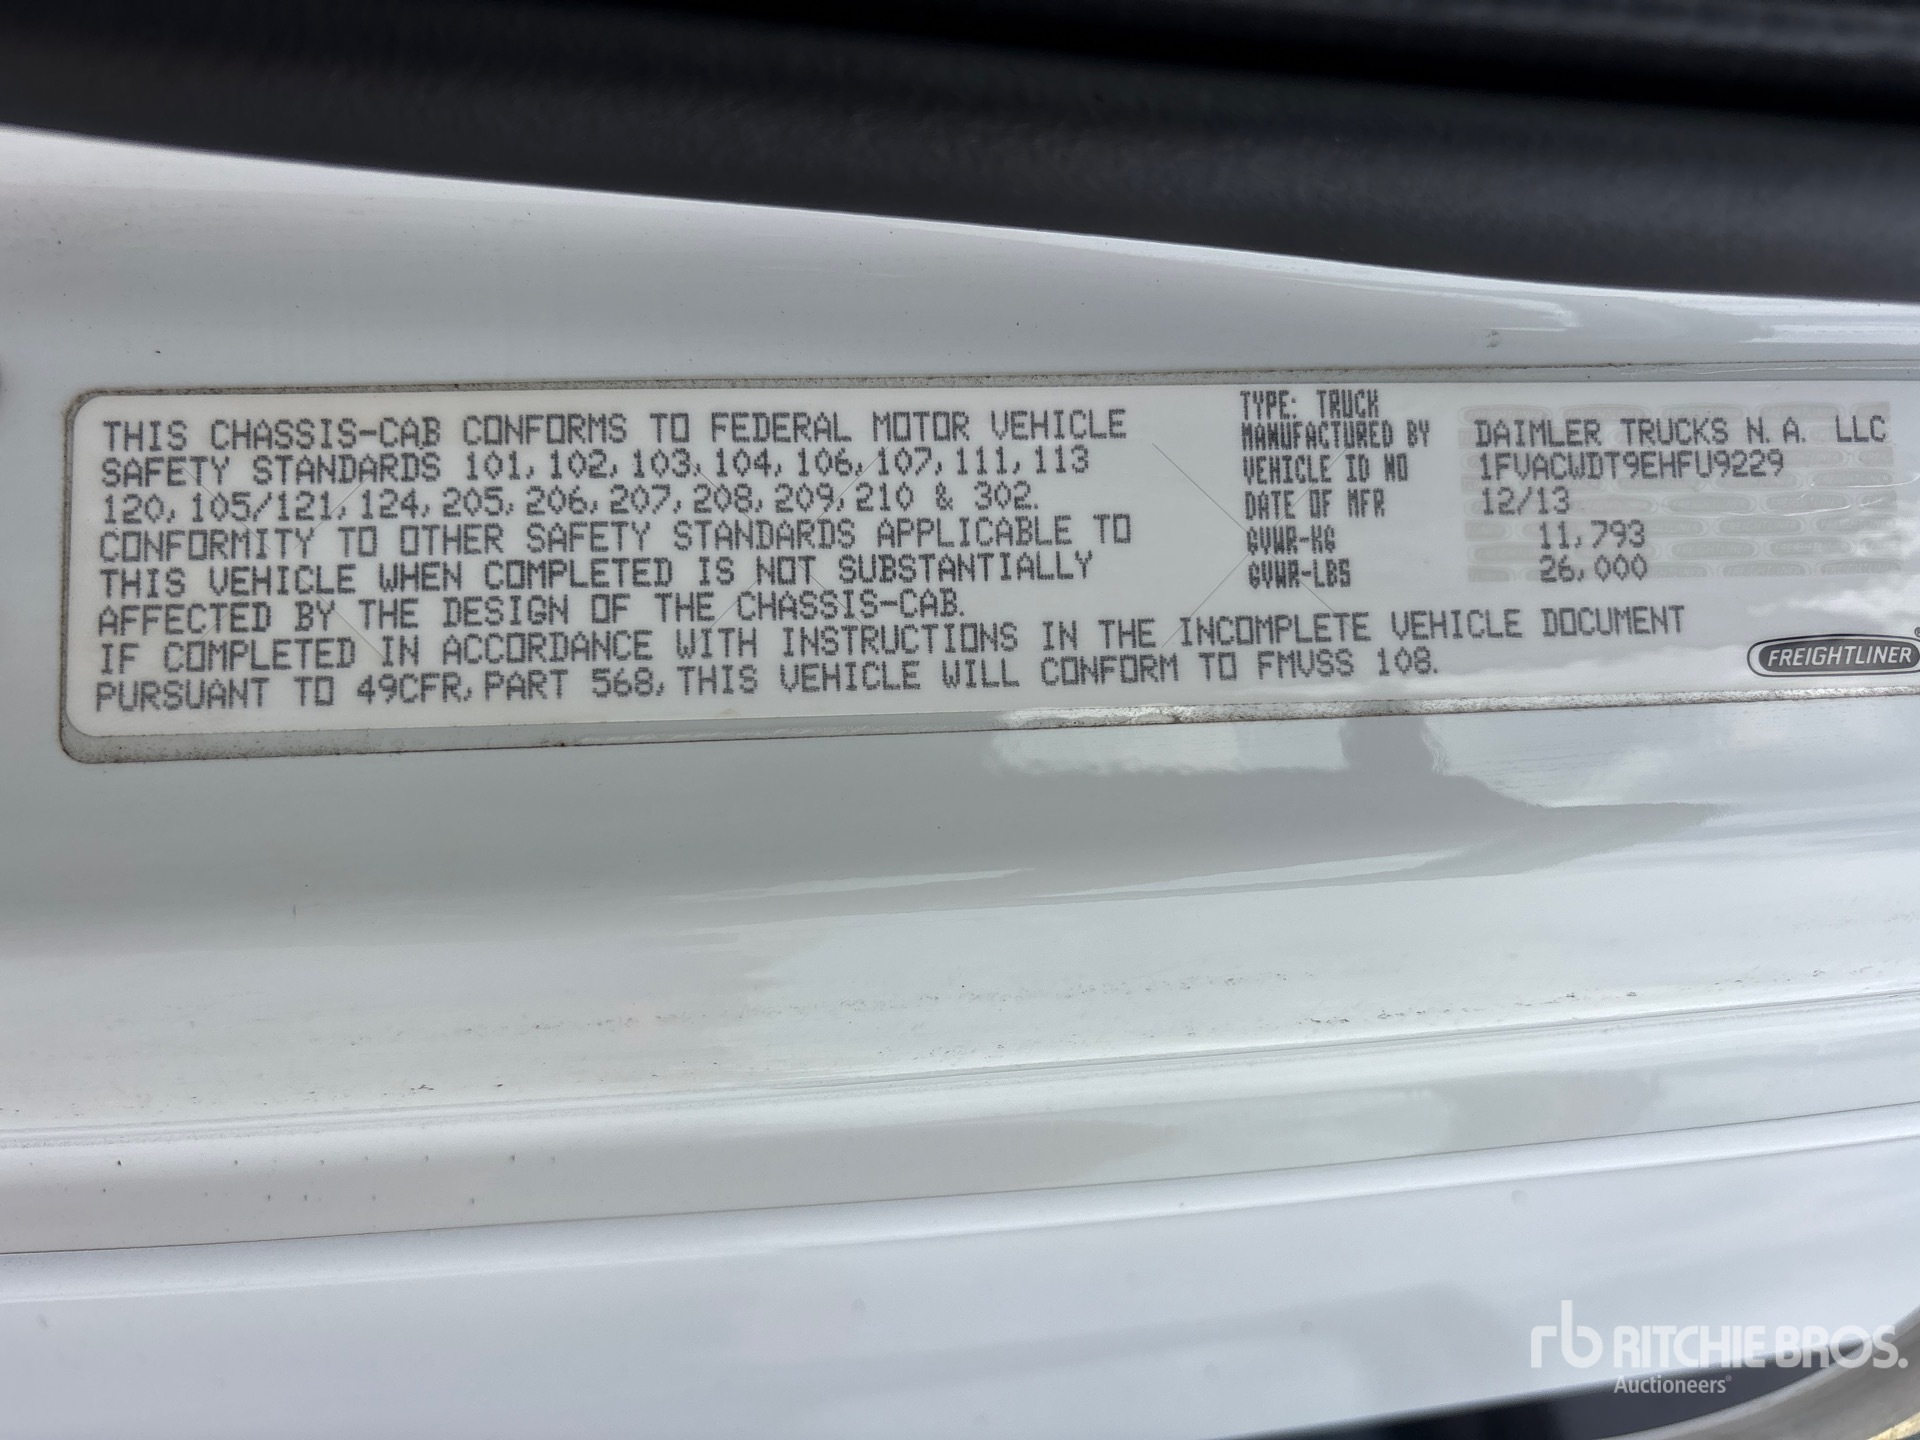 THIS CHASSIS-CAB CONFORMS TO FEDERAL MOTOR VEHICLE
SAFETY STANDARDS 101, 102, 103, 104, 106, 107, 111, 113
120, 105/121, 124, 205, 206, 207, 208, 209, 210 & 302.
CONFORMITY TO OTHER SAFETY STANDARDS APPLICABLE TO
THIS VEHICLE WHEN COMPLETED IS NOT SUBSTANTIALLY
AFFECTED BY THE DESIGN OF THE CHASSIS-CAB.
IF COMPLETED IN ACCORDANCE WITH INSTRUCTIONS IN THE INCOMPLETE VEHICLE DOCUMENT
PURSUANT TO 49CFR, PART 568, THIS VEHICLE WILL CONFORM TO FMVSS 108.
TYPE: TRUCK
MANUFACTURED BY DAIMLER TRUCKS N.A. LLC
VEHICLE ID NO 1FVACWDT9EHFU9229
DATE OF MFR 12/13
GVWR-KG 11,793
GVWR-LBS 26,000
FREIGHTLINER
rb RITCHIE BROS.
Auctioneers®